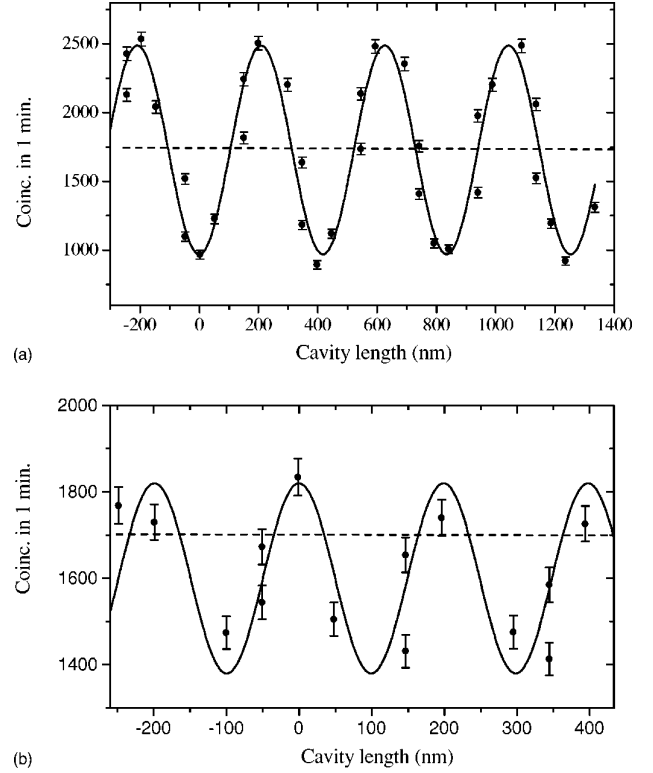 2500
2000
1500
1000
Coinc. in 1 min.
-200 0 200 400 600 800 1000 1200 1400
Cavity length (nm)
(a)
2000
1800
1600
1400
Coinc. in 1 min.
-200 -100 0 100 200 300 400
Cavity length (nm)
(b)